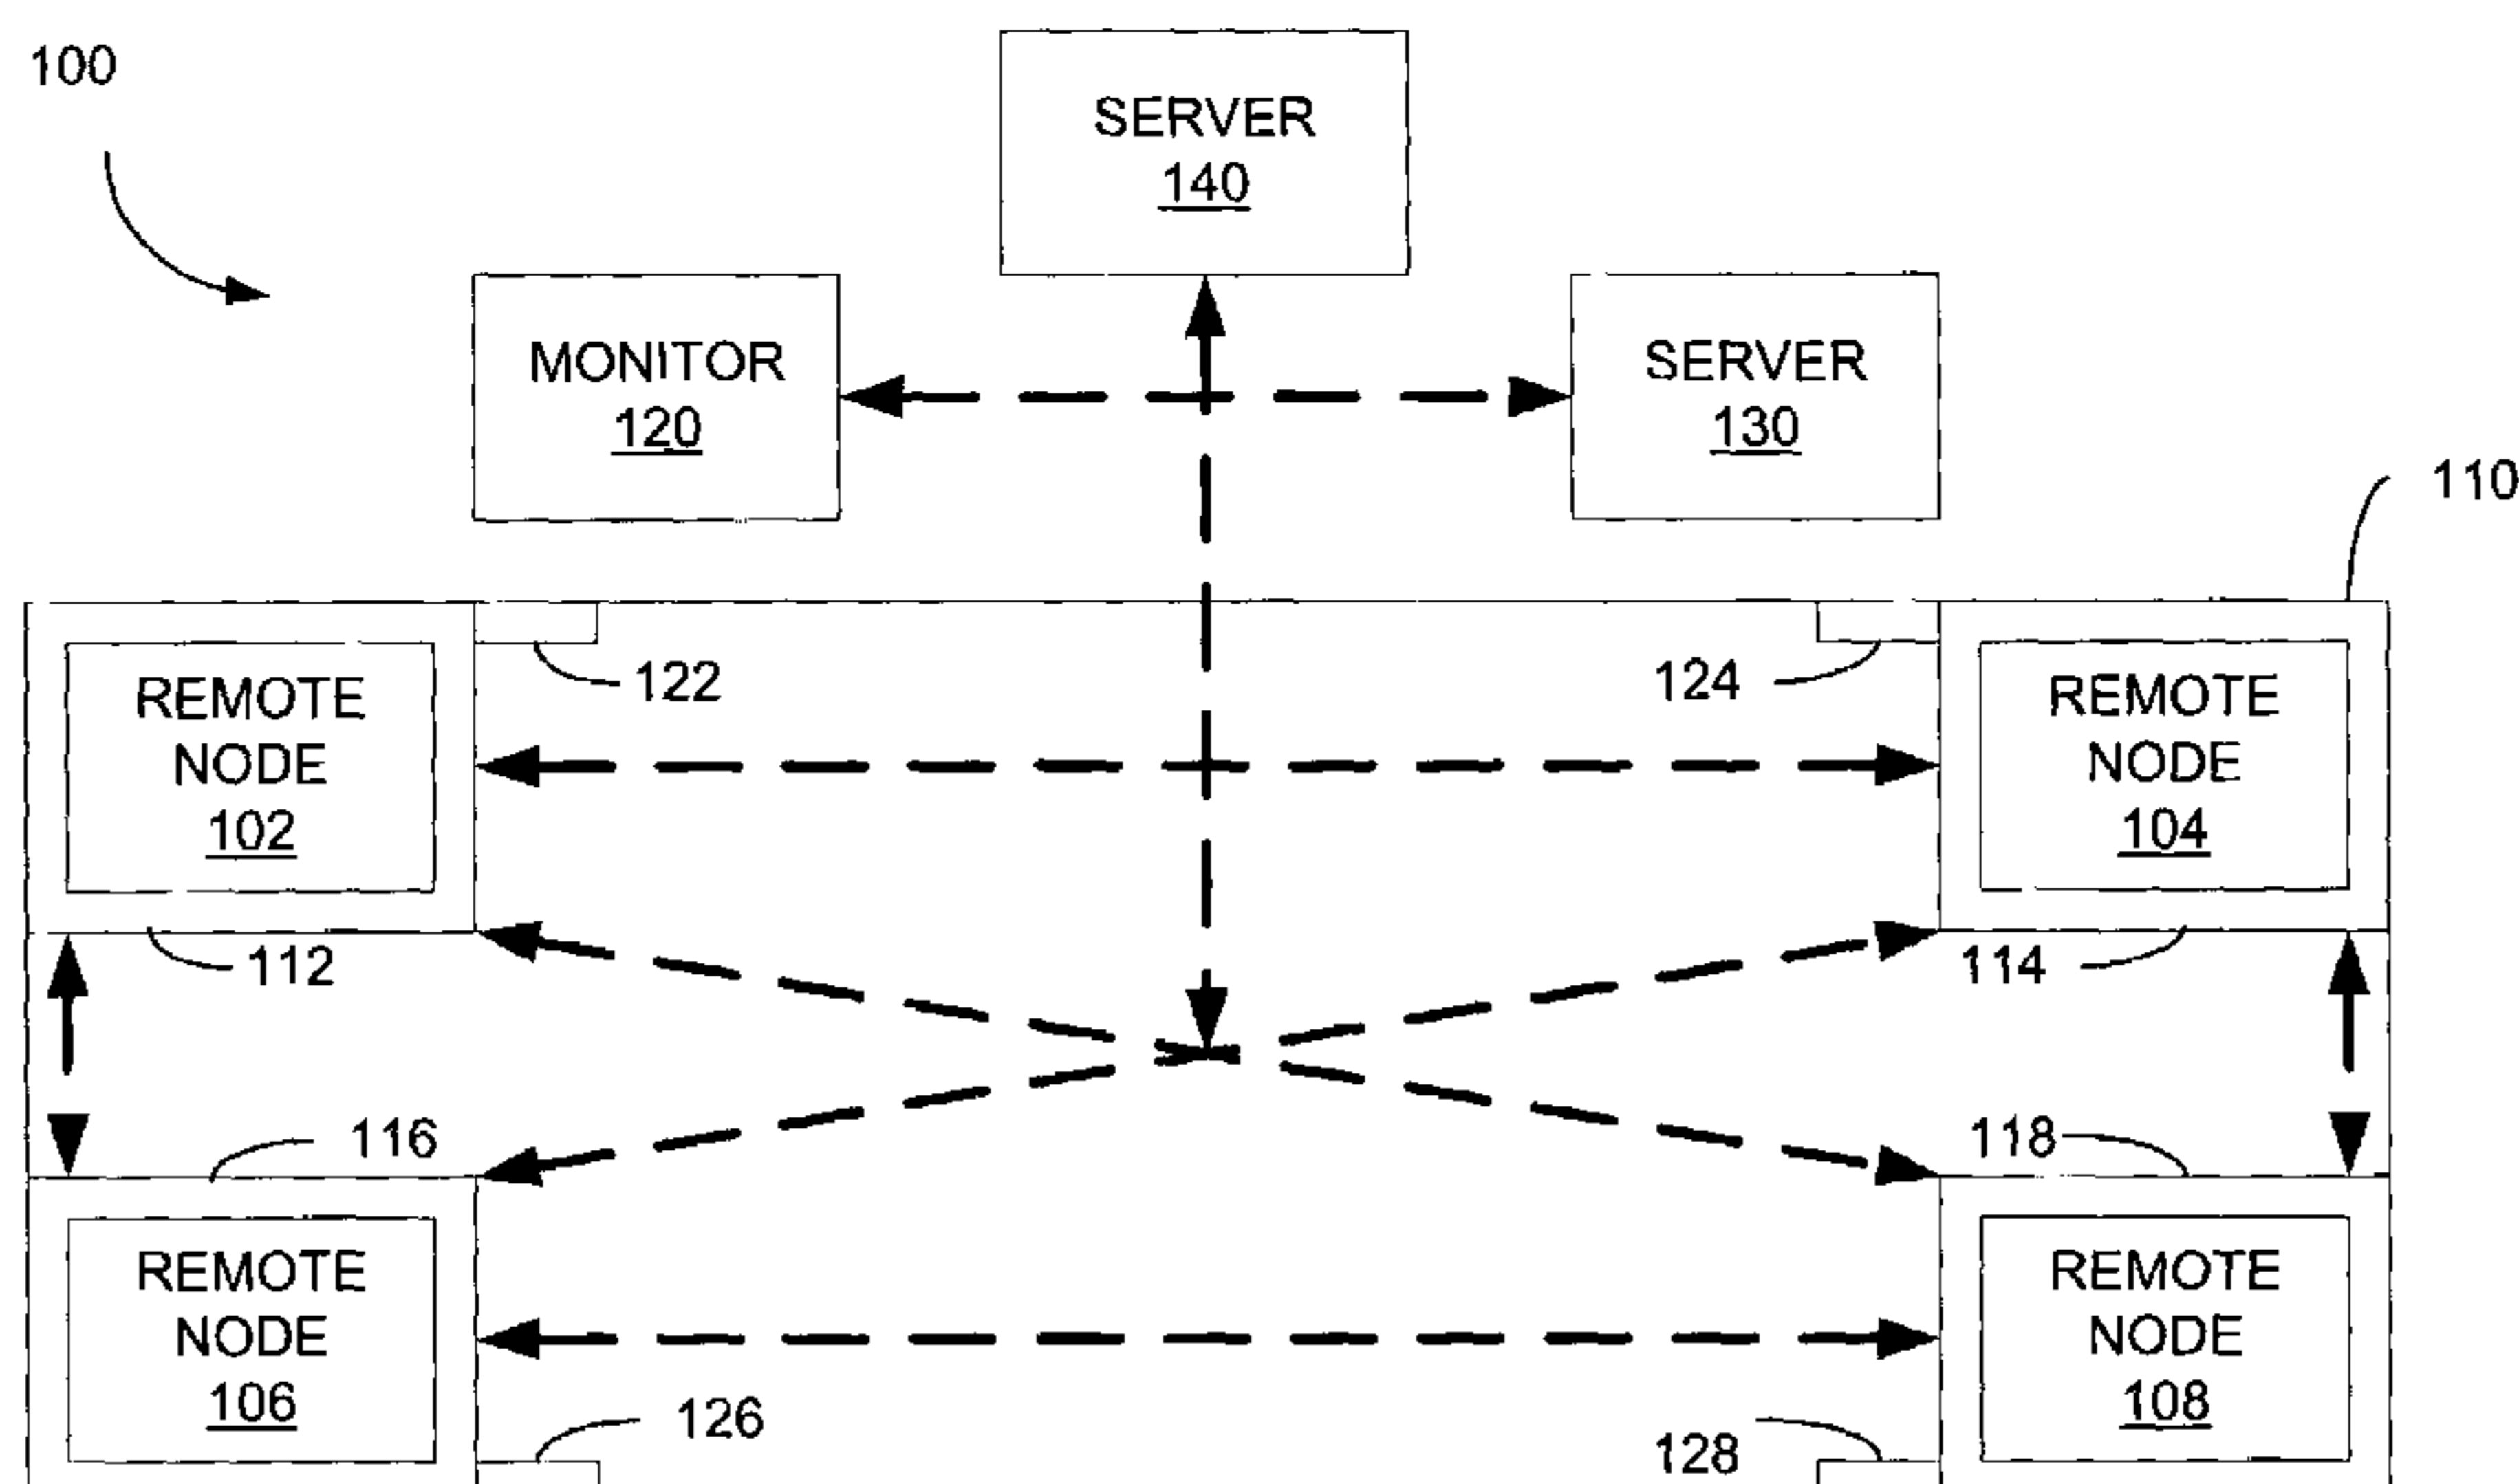 100
SERVER
140
MONITOR
120
SERVER
130
110
122
124
REMOTE
NODE
102
REMOTE
NODE
104
112
114
116
118
REMOTE
NODE
106
REMOTE
NODE
108
126
128